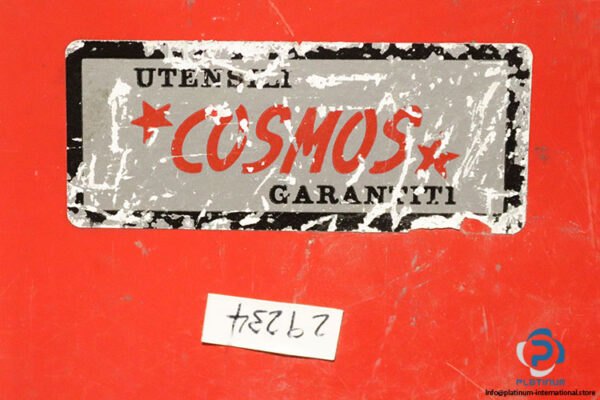 UTENSILI
COSMOS
GARANTITI
29234
PLATINUM
info@platinum-international.store